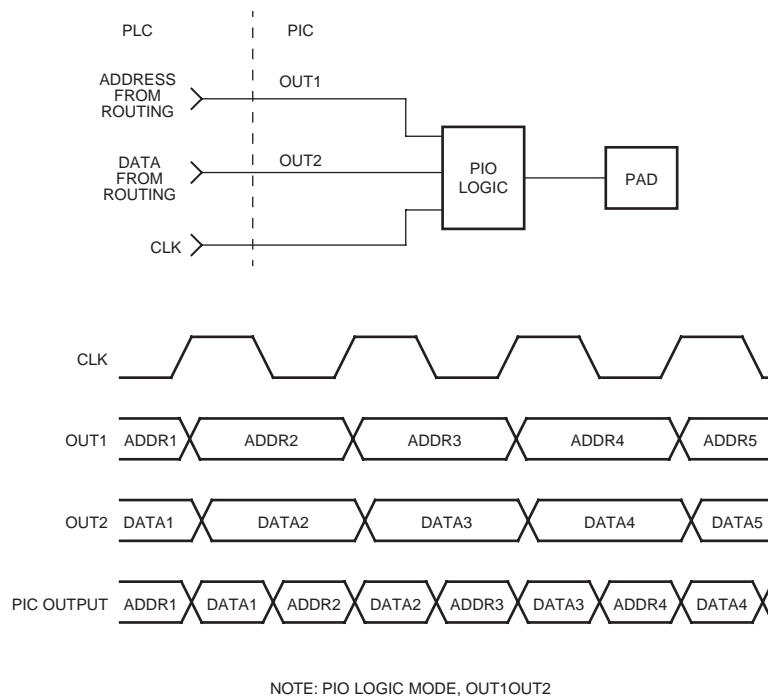 PLC PIC
ADDRESS
FROM
ROUTING
OUT1
DATA
FROM
ROUTING
OUT2
PIO
LOGIC
PAD
CLK
CLK
OUT1 ADDR1 ADDR2 ADDR3 ADDR4 ADDR5
OUT2 DATA1 DATA2 DATA3 DATA4 DATA5
PIC OUTPUT ADDR1 DATA1 ADDR2 DATA2 ADDR3 DATA3 ADDR4 DATA4
NOTE: PIO LOGIC MODE, OUT1OUT2